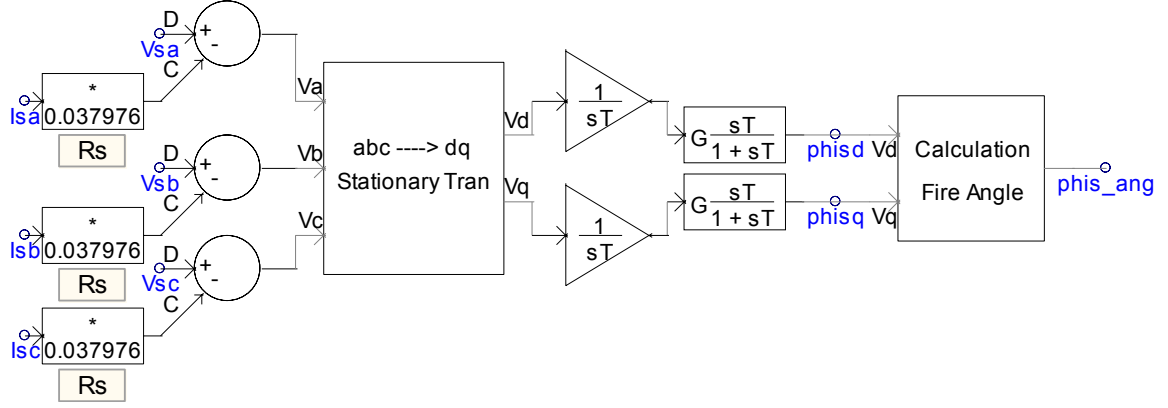 D
+
-
Vsa
C
*
0.037976
Isa
Rs
D
+
-
Vsb
C
*
0.037976
Isb
Rs
D
+
-
Vsc
C
*
0.037976
Isc
Rs
Va
Vb
Vc
abc ----> dq
Stationary Tran
Vd
Vq
1
sT
1
sT
G sT
1 + sT
G sT
1 + sT
phisd
Vd
phisq
Vq
Calculation
Fire Angle
phis_ang